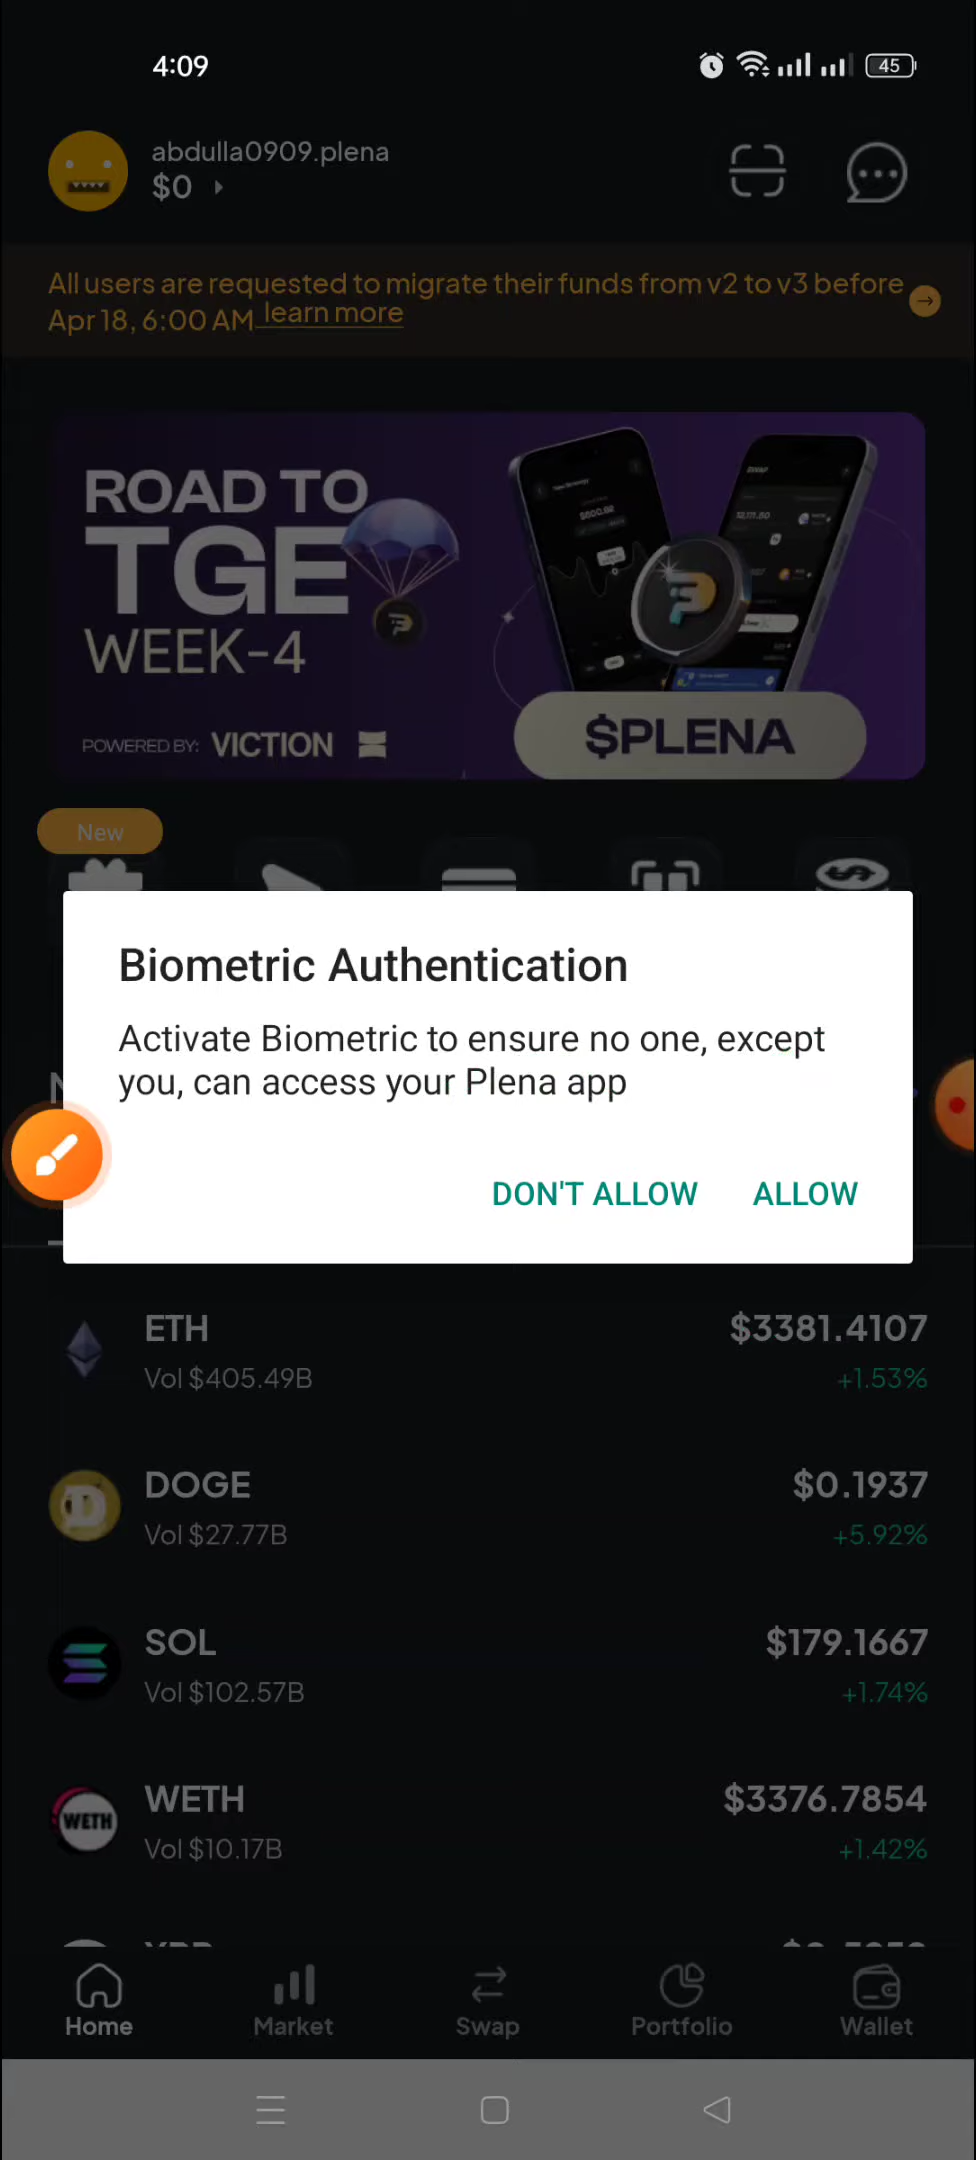 4:09
45
abdulla0909.plena
$0
All users are requested to migrate their funds from v2 to v3 before
Apr 18, 6:00 AM learn more
ROAD TO
TGE
WEEK-4
POWERED BY: VICTION
$PLENA
New
Biometric Authentication
Activate Biometric to ensure no one, except
you, can access your Plena app
DON'T ALLOW ALLOW
ETH $3381.4107
Vol $405.49B +1.53%
DOGE $0.1937
Vol $27.77B +5.92%
SOL $179.1667
Vol $102.57B +1.74%
WETH WETH $3376.7854
Vol $10.17B +1.42%
Home Market Swap Portfolio Wallet